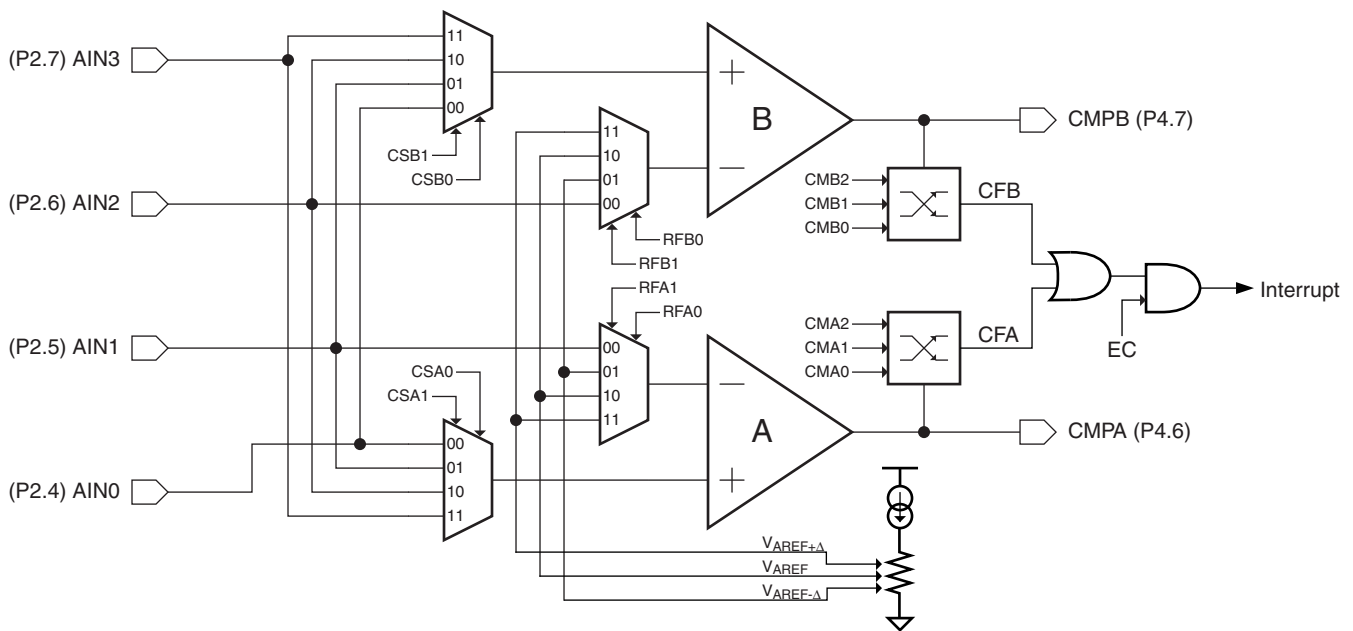 (P2.7) AIN3
11
10
01
00
CSB1
CSB0
B
+
−
CMPB (P4.7)
11
10
01
00
(P2.6) AIN2
CMB2
CMB1
CMB0
CFB
RFB0
RFB1
RFA1
RFA0
Interrupt
EC
(P2.5) AIN1
00
01
10
11
CMA2
CMA1
CMA0
CFA
CSA0
CSA1
A
−
+
CMPA (P4.6)
00
01
10
11
(P2.4) AIN0
VAREF+Δ
VAREF
VAREF-Δ